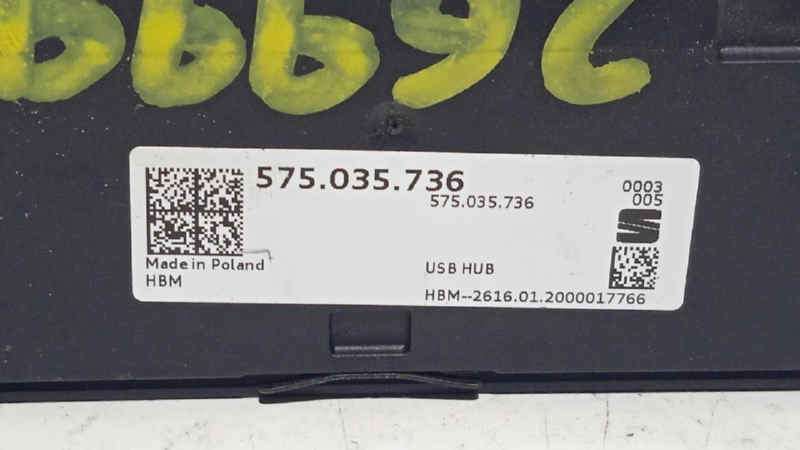 575.035.736
575.035.736
0003
005
Made in Poland
HBM
USB HUB
HBM--2616.01.2000017766